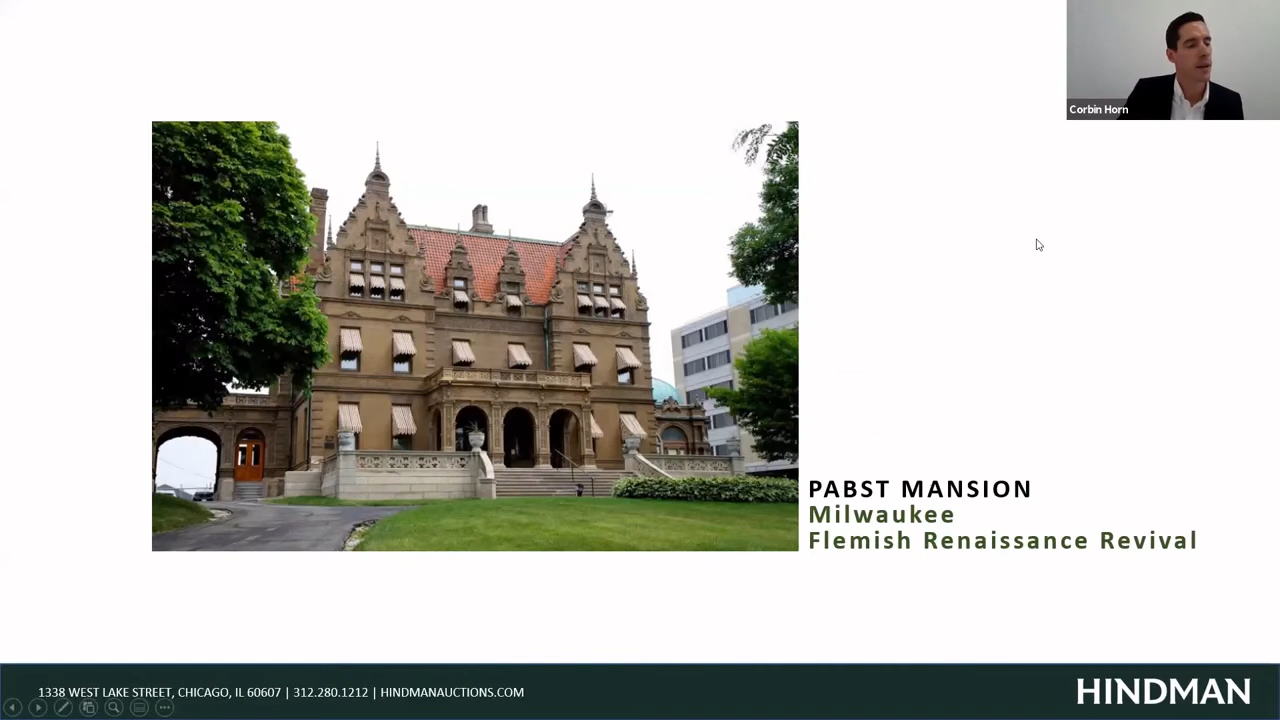 Corbin Horn
PABST MANSION
Milwaukee
Flemish Renaissance Revival
1338 WEST LAKE STREET, CHICAGO, IL 60607 | 312.280.1212 | HINDMANAUCTIONS.COM
HINDMAN